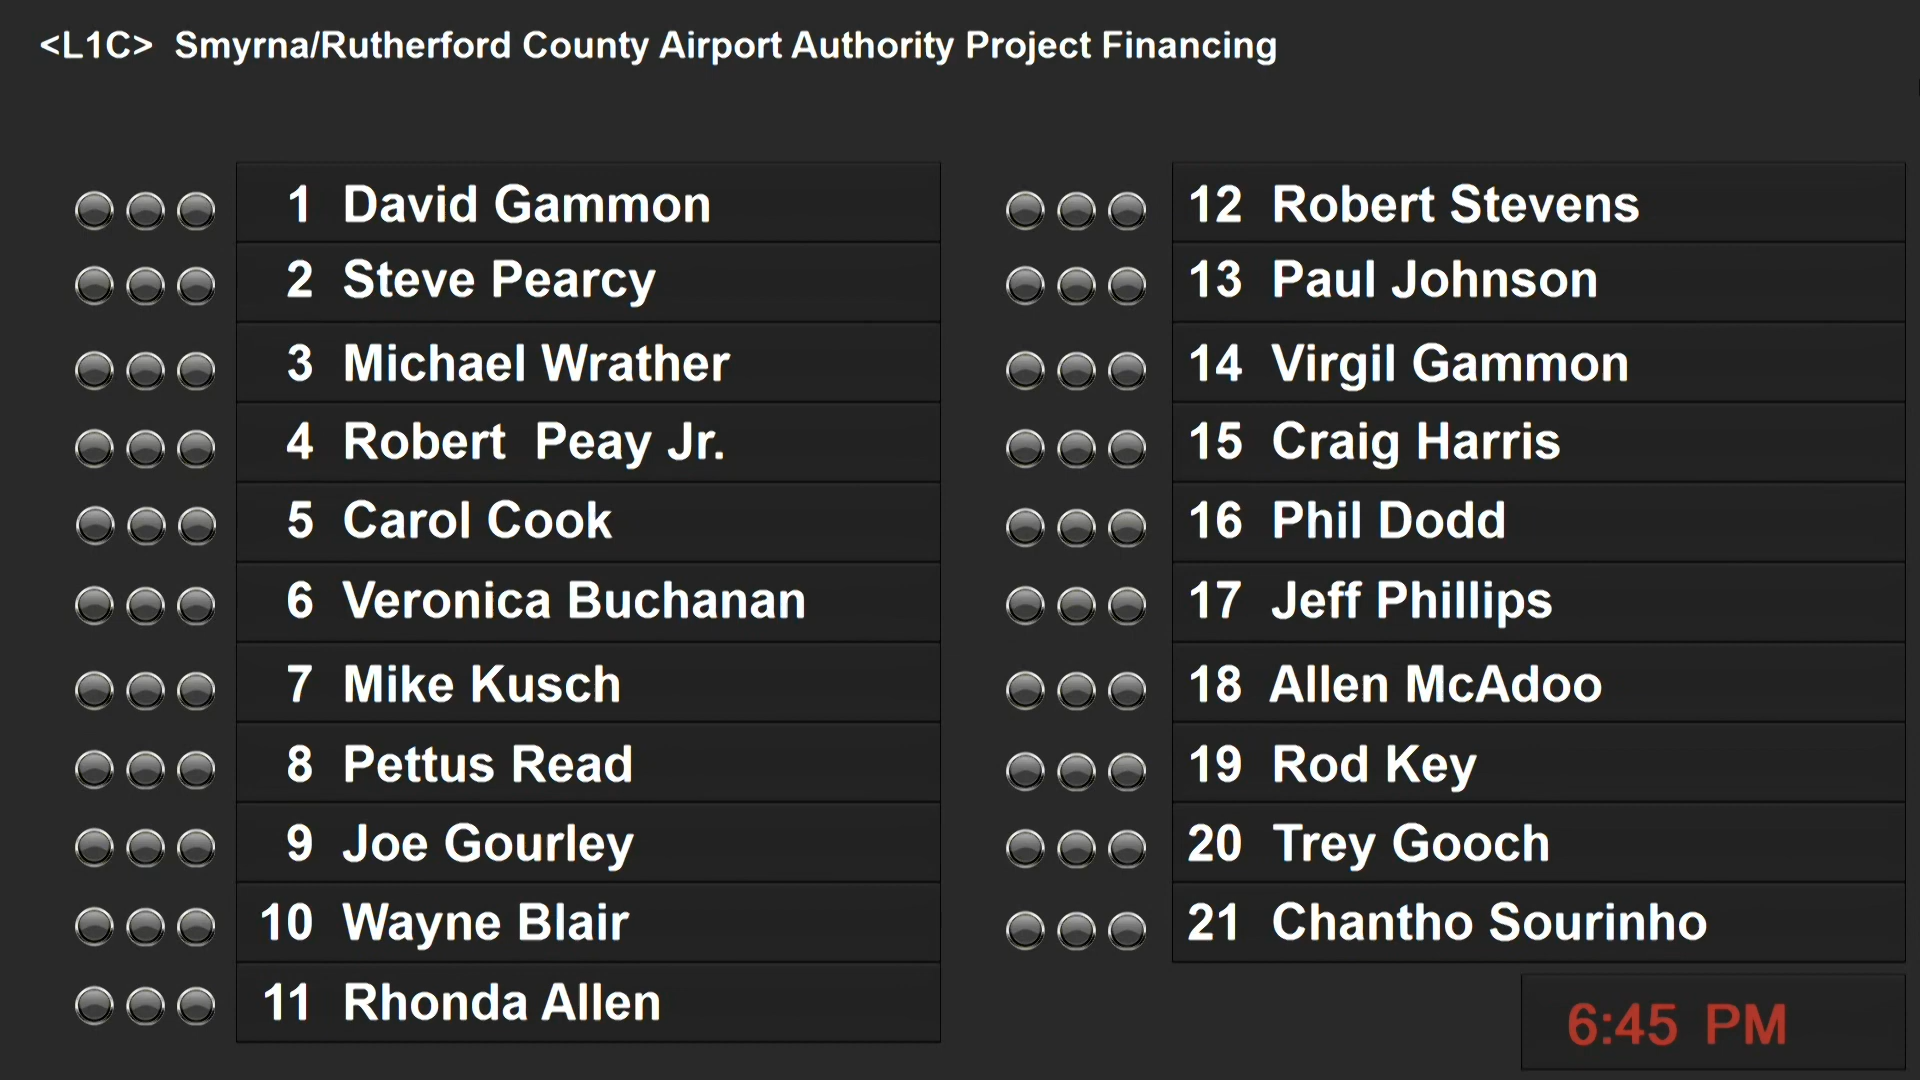 <L1C> Smyrna/Rutherford County Airport Authority Project Financing
1 David Gammon
2 Steve Pearcy
3 Michael Wrather
4 Robert  Peay Jr.
5 Carol Cook
6 Veronica Buchanan
7 Mike Kusch
8 Pettus Read
9 Joe Gourley
10 Wayne Blair
11 Rhonda Allen
12 Robert Stevens
13 Paul Johnson
14 Virgil Gammon
15 Craig Harris
16 Phil Dodd
17 Jeff Phillips
18 Allen McAdoo
19 Rod Key
20 Trey Gooch
21 Chantho Sourinho
6:45 PM